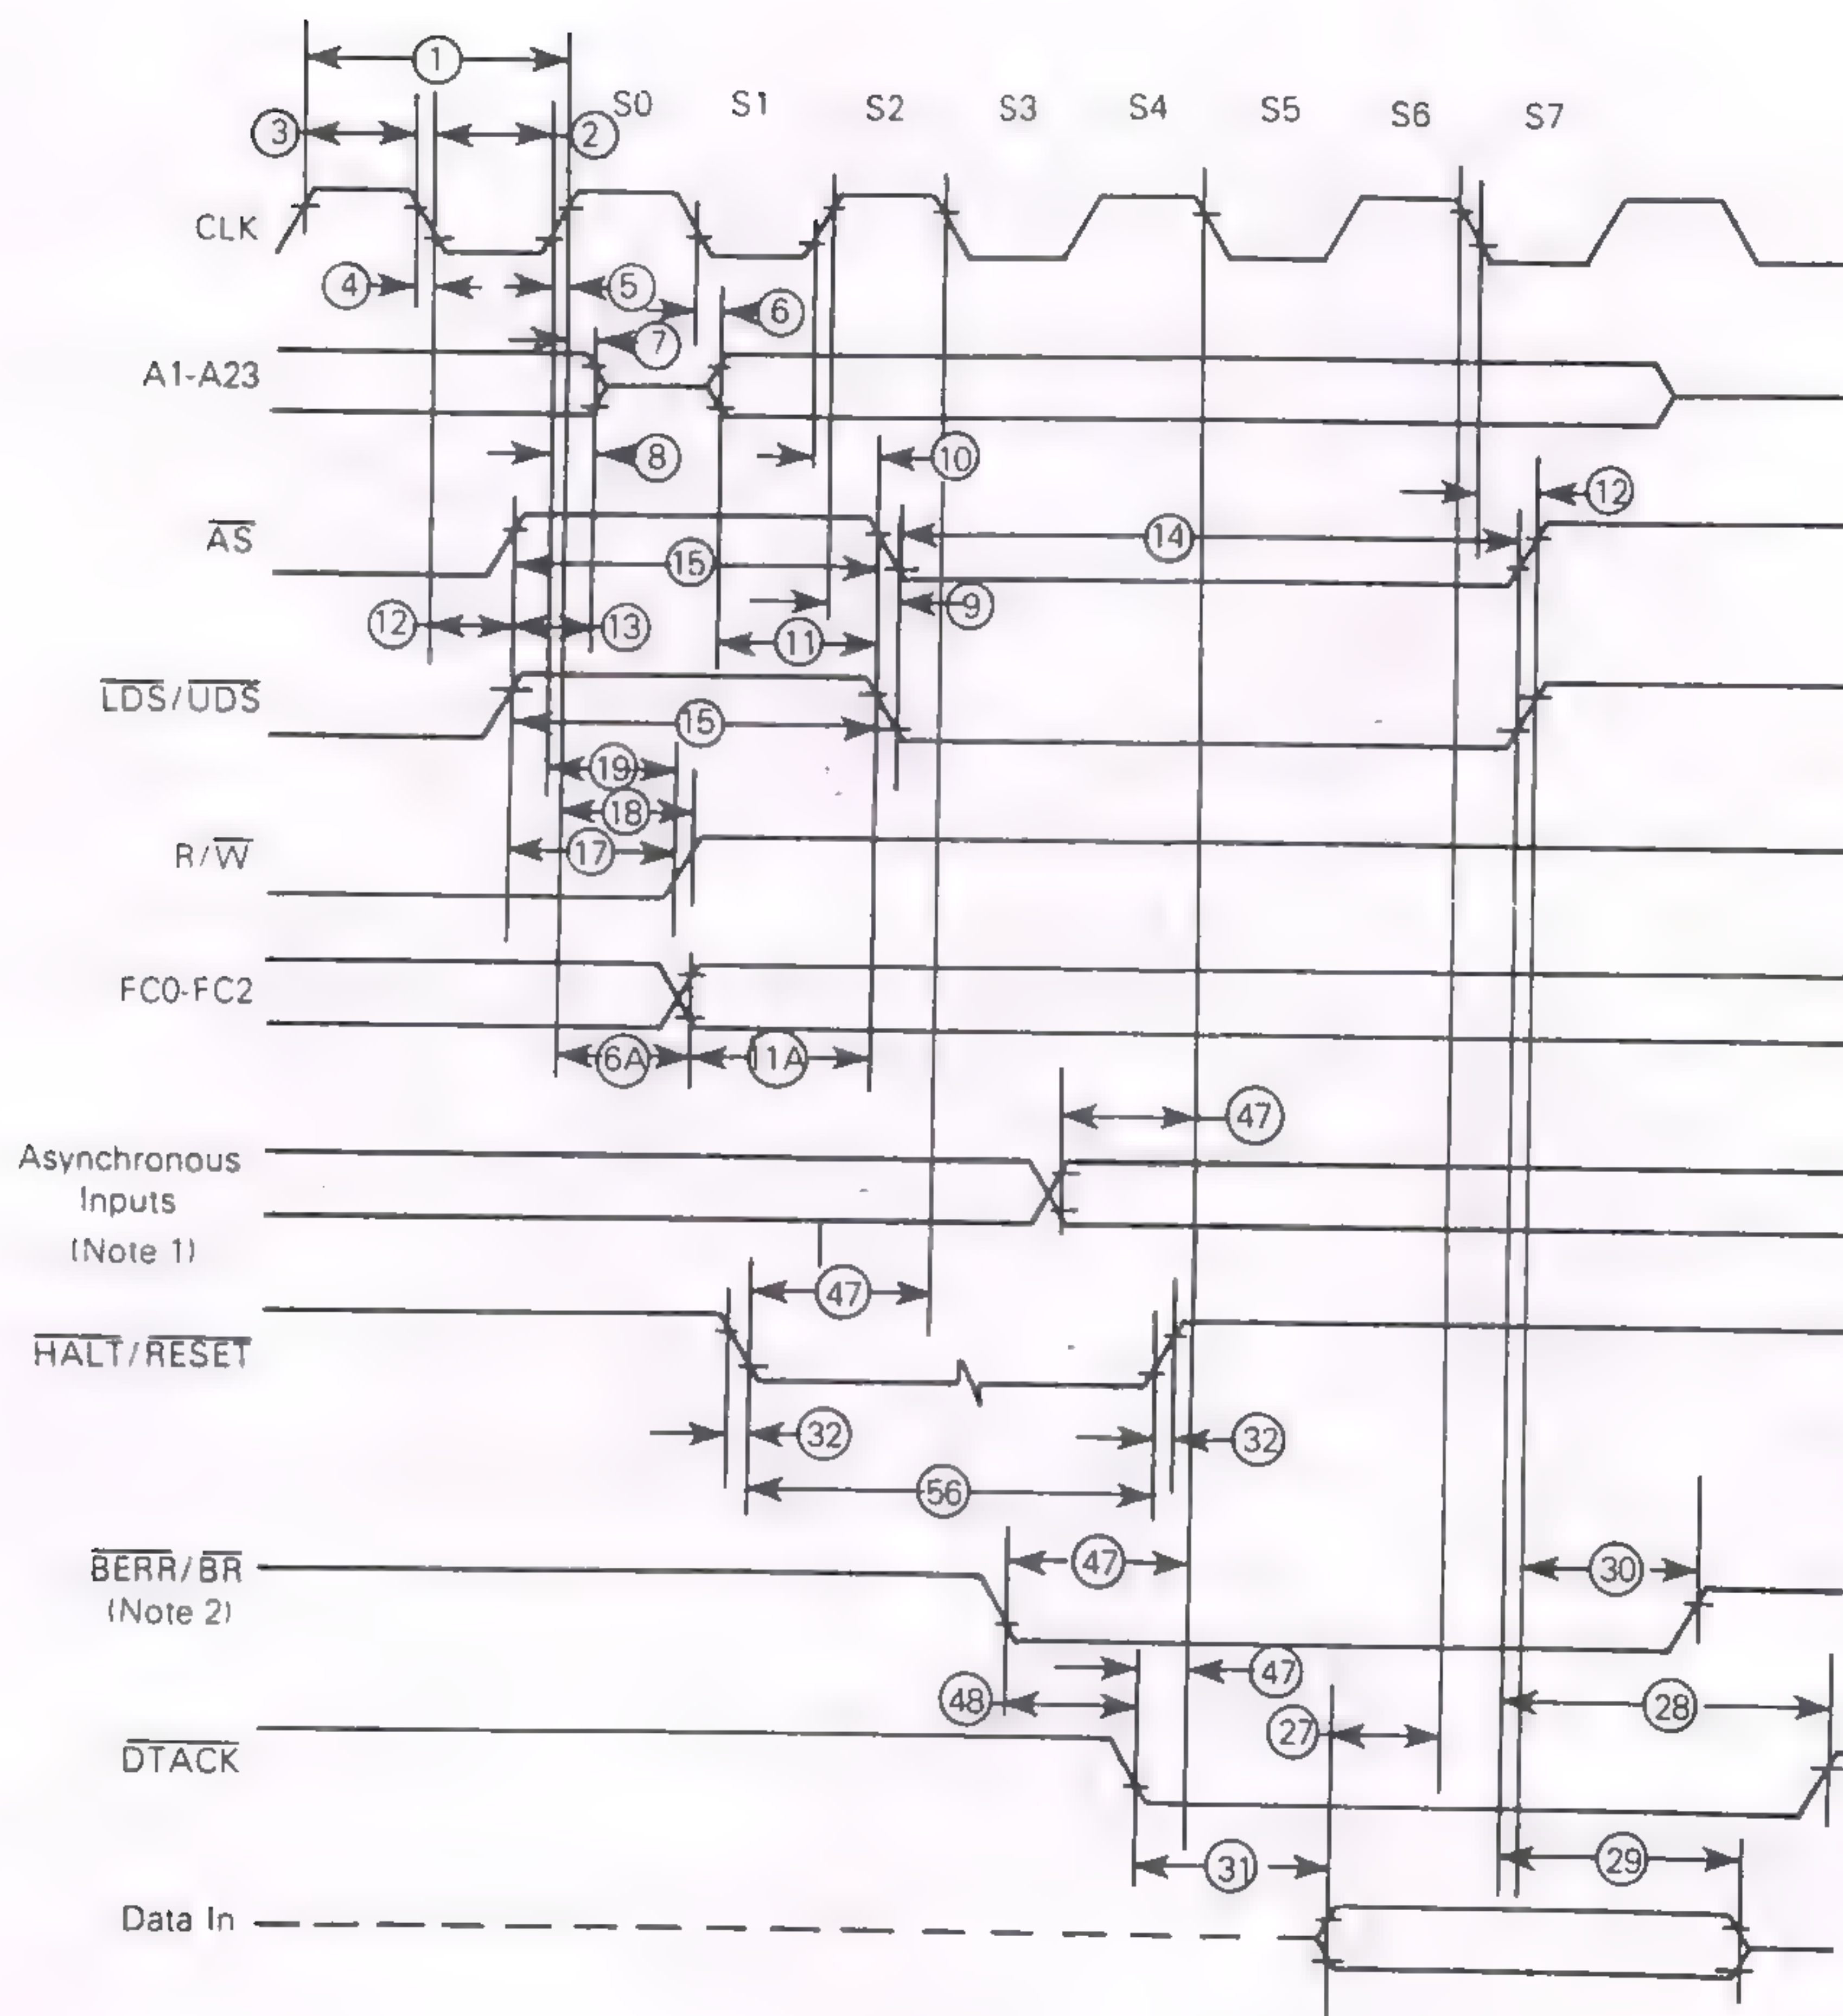 1
S0 S1 S2 S3 S4 S5 S6 S7
3 2
CLK
4 5
6
7
A1-A23
8 10
12
AS
14
15
9
12 13
11
LDS/UDS
15
19
18
R/W
17
FC0-FC2
6A 11A
47
Asynchronous
Inputs
(Note 1)
47
HALT/RESET
32 32
56
BERR/BR
47 30
(Note 2)
47
48 28
27
DTACK
31 29
Data In